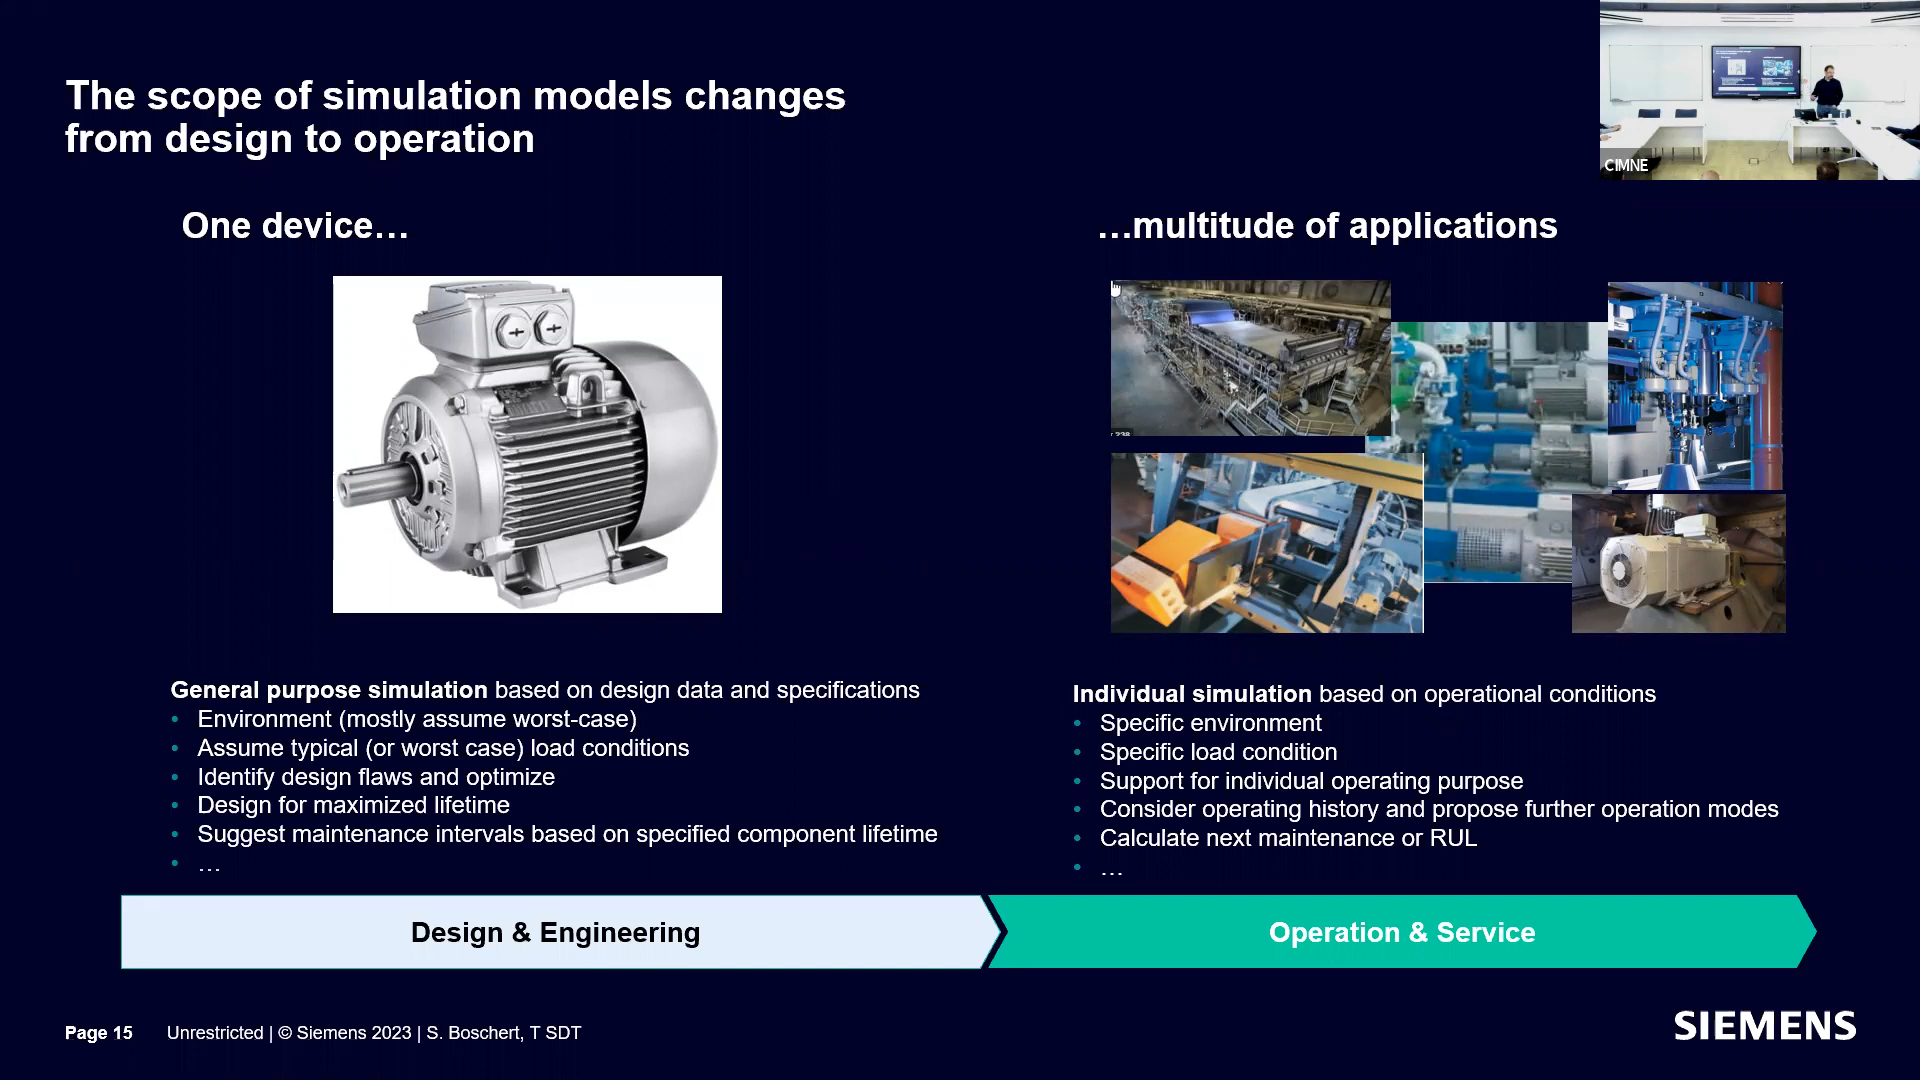 The scope of simulation models changes
from design to operation
CIMNE
One device…
…multitude of applications
General purpose simulation based on design data and specifications
• Environment (mostly assume worst-case)
• Assume typical (or worst case) load conditions
• Identify design flaws and optimize
• Design for maximized lifetime
• Suggest maintenance intervals based on specified component lifetime
• …
Individual simulation based on operational conditions
• Specific environment
• Specific load condition
• Support for individual operating purpose
• Consider operating history and propose further operation modes
• Calculate next maintenance or RUL
• …
Design & Engineering
Operation & Service
Page 15
Unrestricted | © Siemens 2023 | S. Boschert, T SDT
SIEMENS